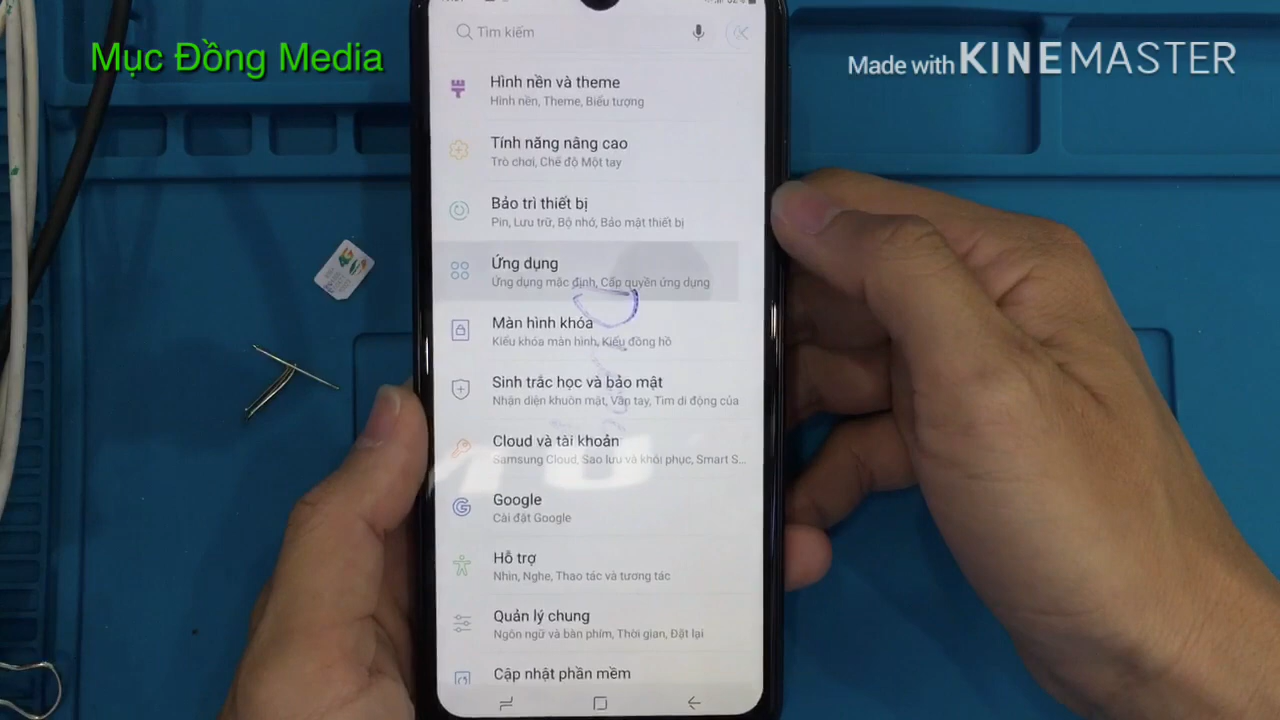 Mục Đồng Media
Made with KINEMASTER
Tìm kiếm
Hình nền và theme
Hình nền, Theme, Biểu tượng
Tính năng nâng cao
Trò chơi, Chế độ Một tay
Bảo trì thiết bị
Pin, Lưu trữ, Bộ nhớ, Bảo mật thiết bị
Ứng dụng
Ứng dụng mặc định, Cấp quyền ứng dụng
Màn hình khóa
Kiểu khóa màn hình, Kiểu đồng hồ
Sinh trắc học và bảo mật
Nhận diện khuôn mặt, Vân tay, Tìm di động của
Cloud và tài khoản
Samsung Cloud, Sao lưu và khôi phục, Smart S...
Google
Cài đặt Google
Hỗ trợ
Nhìn, Nghe, Thao tác và tương tác
Quản lý chung
Ngôn ngữ và bàn phím, Thời gian, Đặt lại
Cập nhật phần mềm
4G